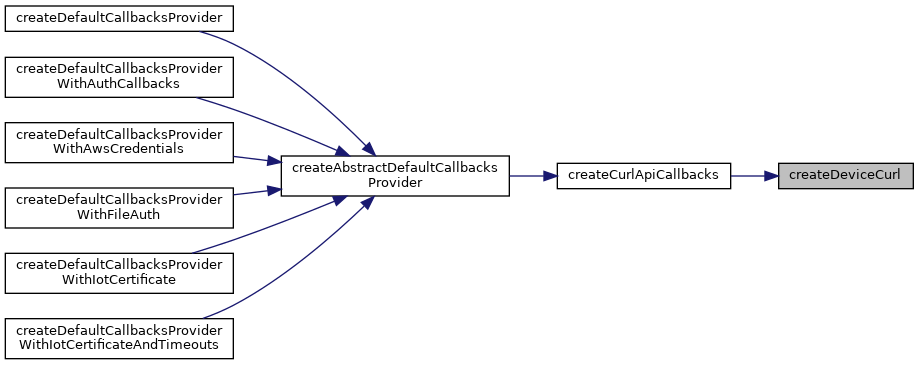 createDefaultCallbacksProvider
createDefaultCallbacksProvider
WithAuthCallbacks
createDefaultCallbacksProvider
WithAwsCredentials
createDefaultCallbacksProvider
WithFileAuth
createDefaultCallbacksProvider
WithIotCertificate
createDefaultCallbacksProvider
WithIotCertificateAndTimeouts
createAbstractDefaultCallbacks
Provider
createCurlApiCallbacks
createDeviceCurl